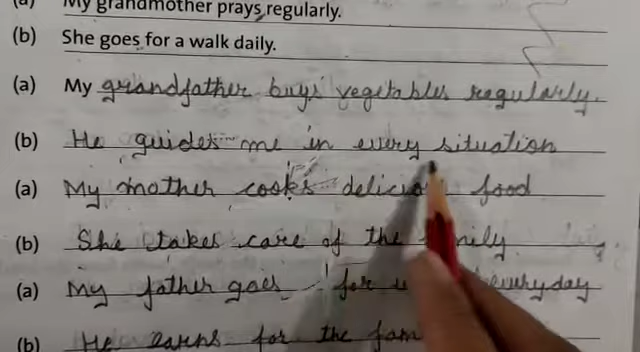 (a) My grandmother prays regularly.
(b) She goes for a walk daily.
(a) My grandfather buys vegetables regularly.
(b) He guides me in every situation
(a) My mother cooks food
(b) She takes care of the
(a) My father goes for everyday
(b) He earns for the